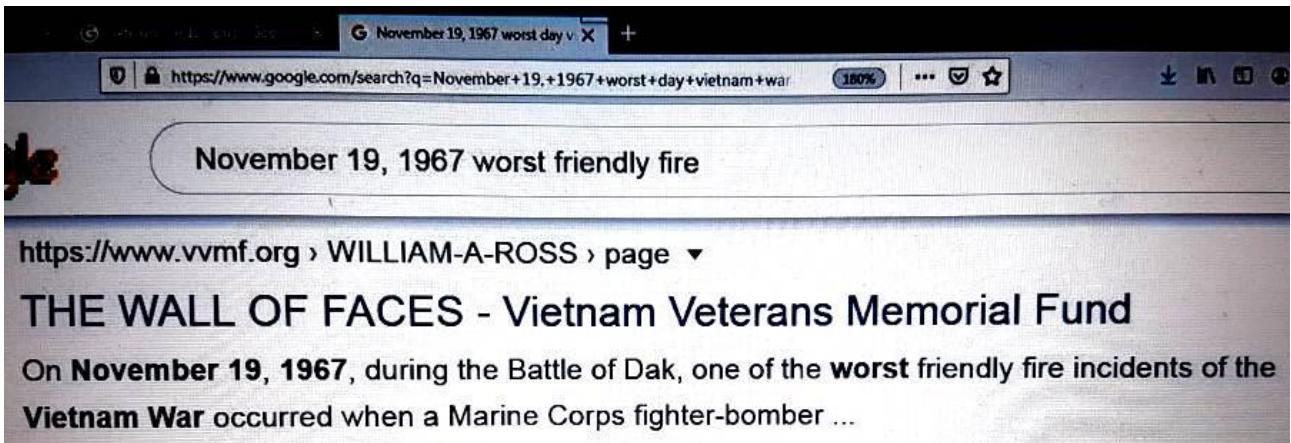 G November 19, 1967 worst day v X +
https://www.google.com/search?q=November+19,+1967+worst+day+vietnam+war 180% ...
gle November 19, 1967 worst friendly fire
https://www.vvmf.org › WILLIAM-A-ROSS › page ▼
THE WALL OF FACES - Vietnam Veterans Memorial Fund
On November 19, 1967, during the Battle of Dak, one of the worst friendly fire incidents of the
Vietnam War occurred when a Marine Corps fighter-bomber ...